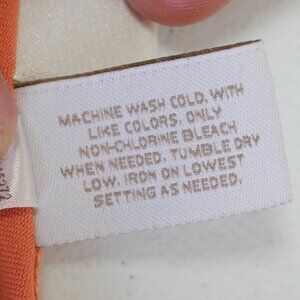 MACHINE WASH COLD, WITH
LIKE COLORS, ONLY
NON-CHLORINE BLEACH
WHEN NEEDED, TUMBLE DRY
LOW, IRON ON LOWEST
SETTING AS NEEDED.